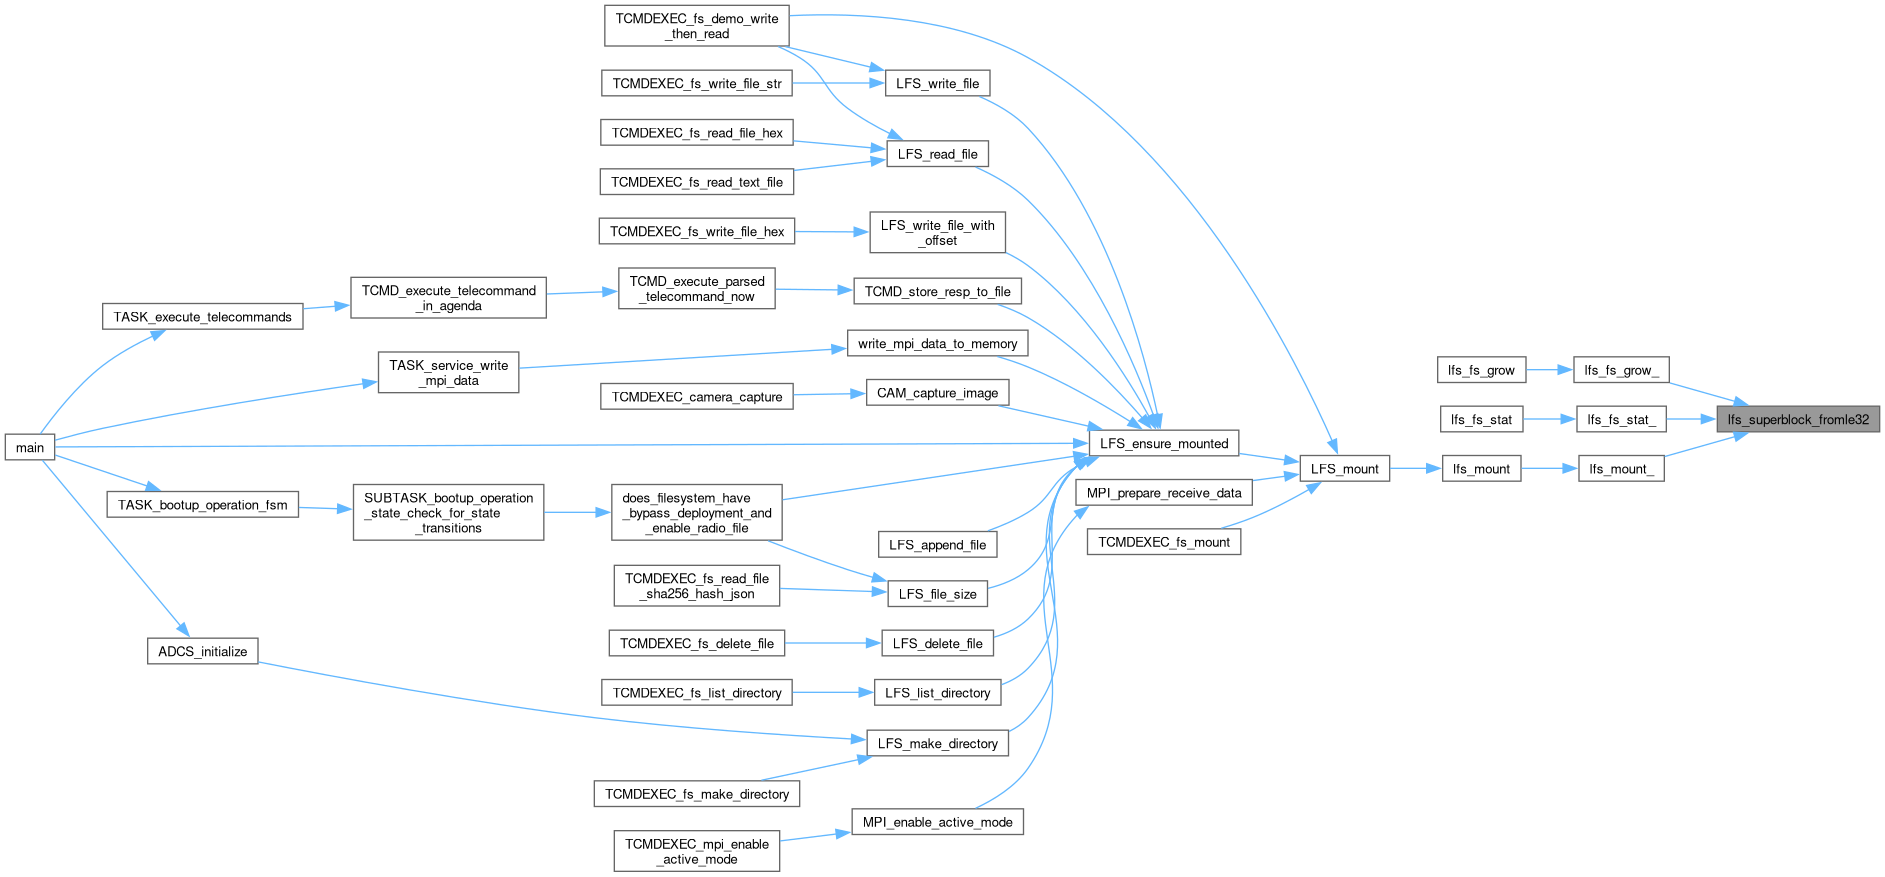 TCMDEXEC_fs_demo_write
_then_read
TCMDEXEC_fs_write_file_str
LFS_write_file
TCMDEXEC_fs_read_file_hex
LFS_read_file
TCMDEXEC_fs_read_text_file
TCMDEXEC_fs_write_file_hex
LFS_write_file_with
_offset
TASK_execute_telecommands
TCMD_execute_telecommand
_in_agenda
TCMD_execute_parsed
_telecommand_now
TCMD_store_resp_to_file
write_mpi_data_to_memory
TASK_service_write
_mpi_data
TCMDEXEC_camera_capture
CAM_capture_image
lfs_fs_grow
lfs_fs_grow_
lfs_fs_stat
lfs_fs_stat_
lfs_superblock_fromle32
main
LFS_ensure_mounted
LFS_mount
lfs_mount
lfs_mount_
MPI_prepare_receive_data
TASK_bootup_operation_fsm
SUBTASK_bootup_operation
_state_check_for_state
_transitions
does_filesystem_have
_bypass_deployment_and
_enable_radio_file
LFS_append_file
TCMDEXEC_fs_mount
TCMDEXEC_fs_read_file
_sha256_hash_json
LFS_file_size
ADCS_initialize
TCMDEXEC_fs_delete_file
LFS_delete_file
TCMDEXEC_fs_list_directory
LFS_list_directory
LFS_make_directory
TCMDEXEC_fs_make_directory
MPI_enable_active_mode
TCMDEXEC_mpi_enable
_active_mode